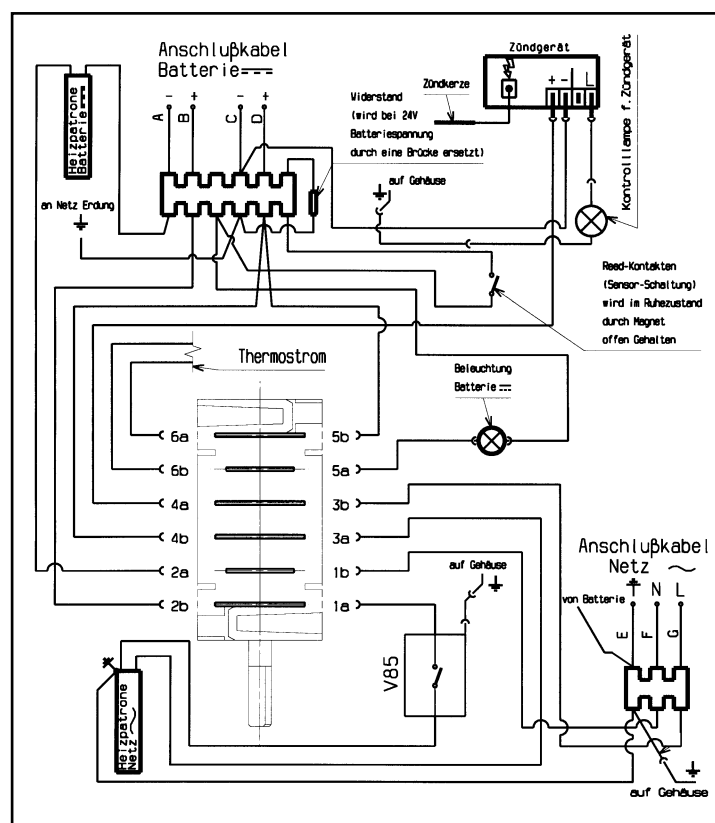 Anschlußkabel
Batterie
Heizpatrone
Batterie
- + - +
A B C D
an Netz Erdung
Widerstand
(wird bei 24V
Batteriespannung
durch eine Brücke ersetzt)
Zündkerze
Zündgerät
+ - L
Kontrolllampe f. Zündgerät
auf Gehäuse
Reed-Kontakten
(Sensor-Schaltung)
wird im Ruhezustand
durch Magnet
offen Gehalten
Thermostrom
Beleuchtung
Batterie
6a 5b
6b 5a
4a 3b
4b 3a
2a 1b
2b 1a
auf Gehäuse
V85
Anschlußkabel
Netz ~
N L
von Batterie
E F G
Heizpatrone
Netz ~
auf Gehäuse